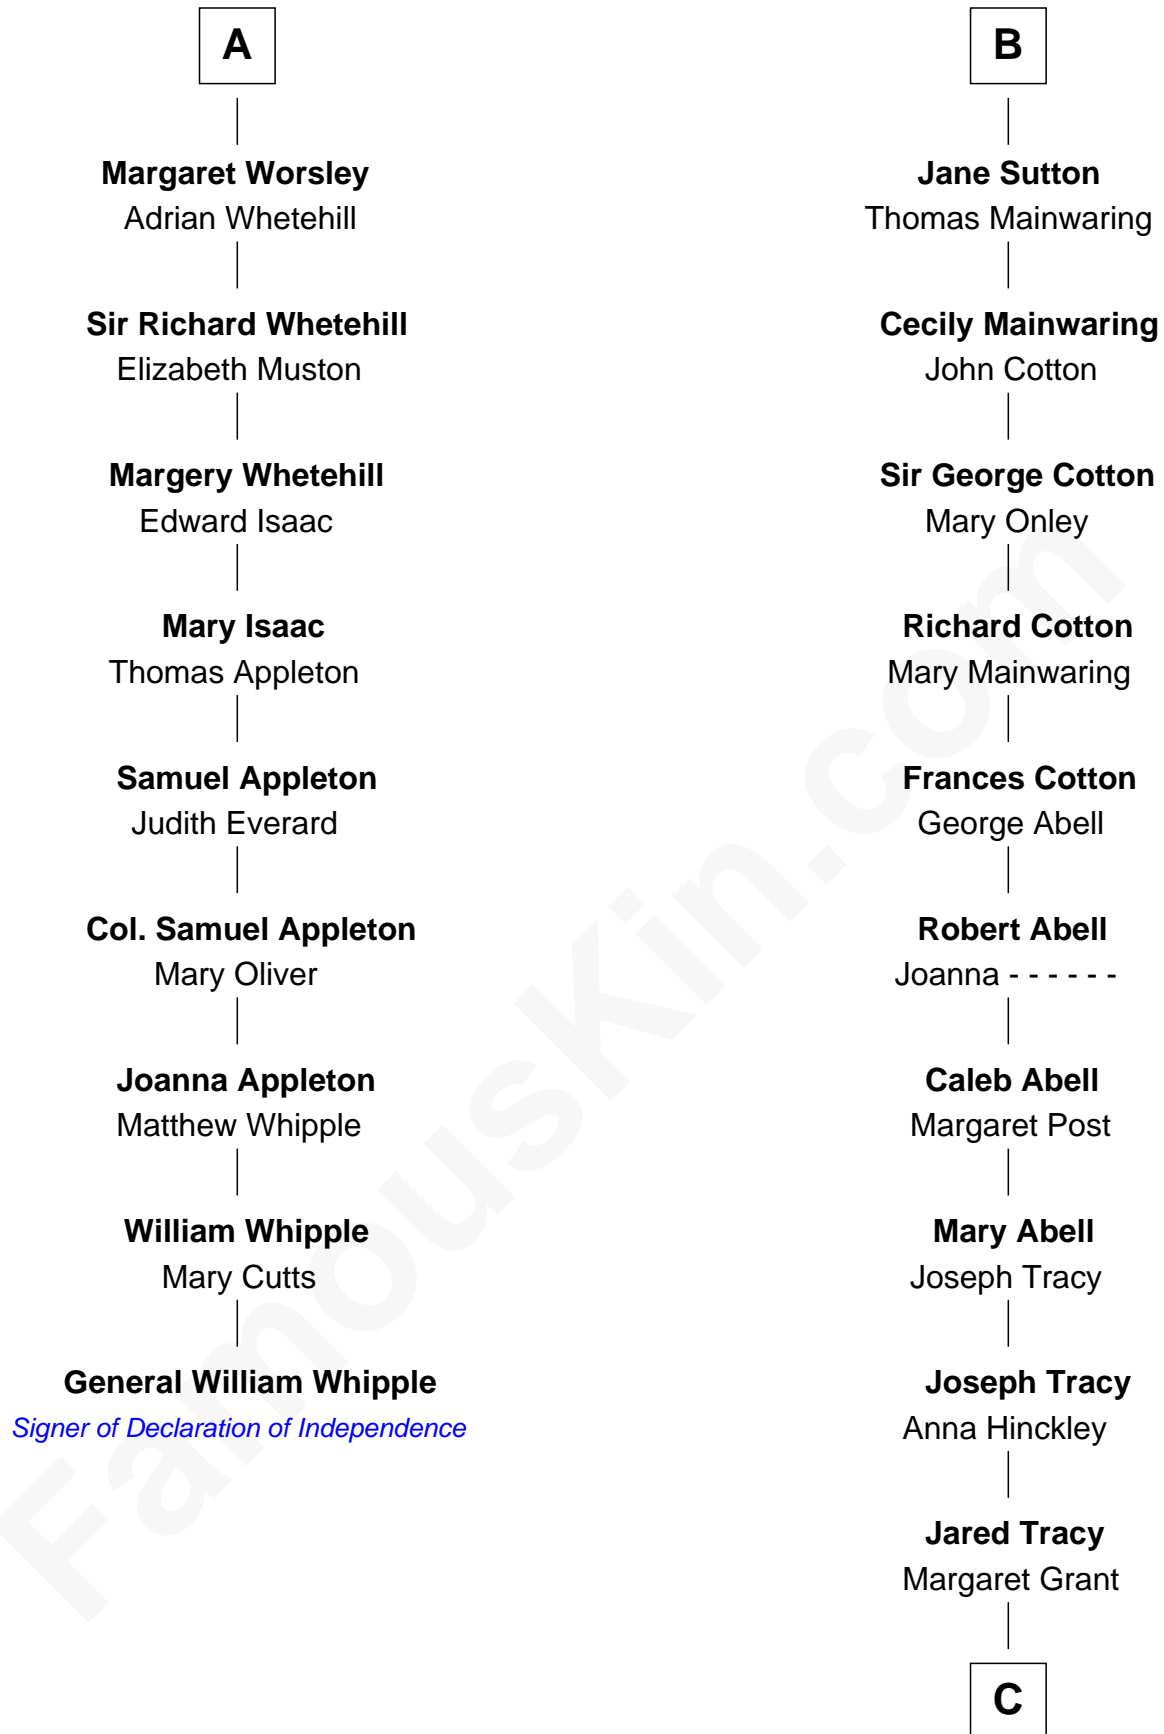 A
Margaret Worsley
Adrian Whetehill
Sir Richard Whetehill
Elizabeth Muston
Margery Whetehill
Edward Isaac
Mary Isaac
Thomas Appleton
Samuel Appleton
Judith Everard
Col. Samuel Appleton
Mary Oliver
Joanna Appleton
Matthew Whipple
William Whipple
Mary Cutts
General William Whipple
Signer of Declaration of Independence
B
Jane Sutton
Thomas Mainwaring
Cecily Mainwaring
John Cotton
Sir George Cotton
Mary Onley
Richard Cotton
Mary Mainwaring
Frances Cotton
George Abell
Robert Abell
Joanna - - - - - -
Caleb Abell
Margaret Post
Mary Abell
Joseph Tracy
Joseph Tracy
Anna Hinckley
Jared Tracy
Margaret Grant
C
FamousKin.com